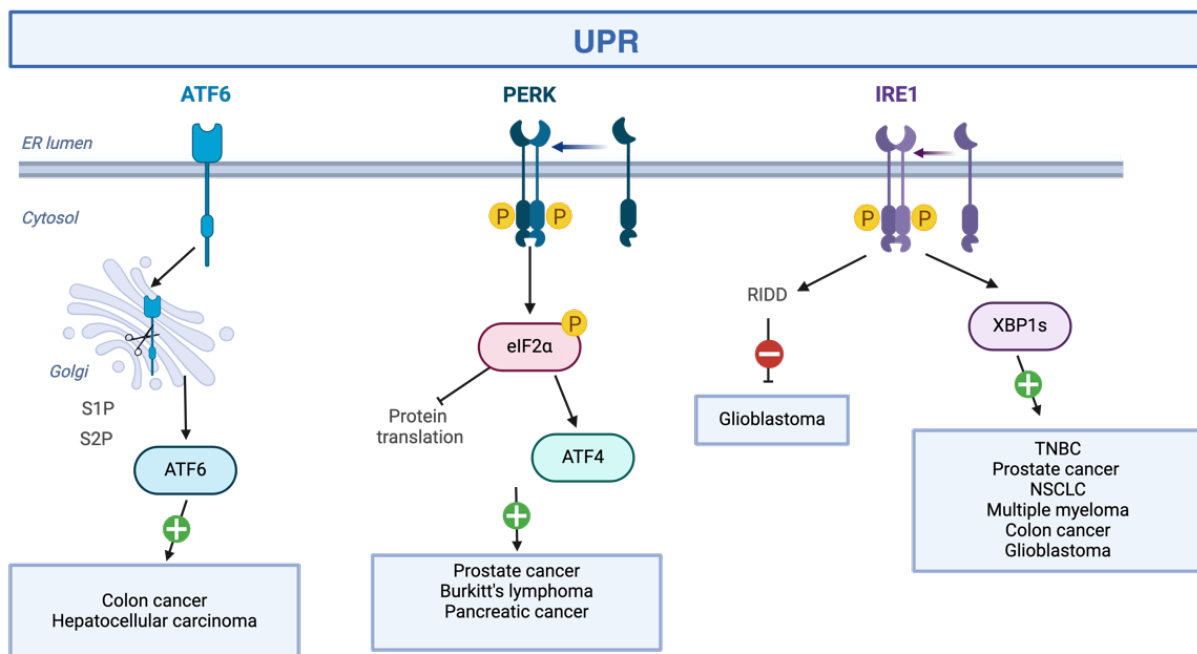 UPR
ATF6
PERK
IRE1
ER lumen
Cytosol
P
P
P
P
Golgi
S1P
S2P
ATF6
Colon cancer
Hepatocellular carcinoma
P
eIF2α
Protein
translation
ATF4
Prostate cancer
Burkitt's lymphoma
Pancreatic cancer
RIDD
Glioblastoma
XBP1s
TNBC
Prostate cancer
NSCLC
Multiple myeloma
Colon cancer
Glioblastoma